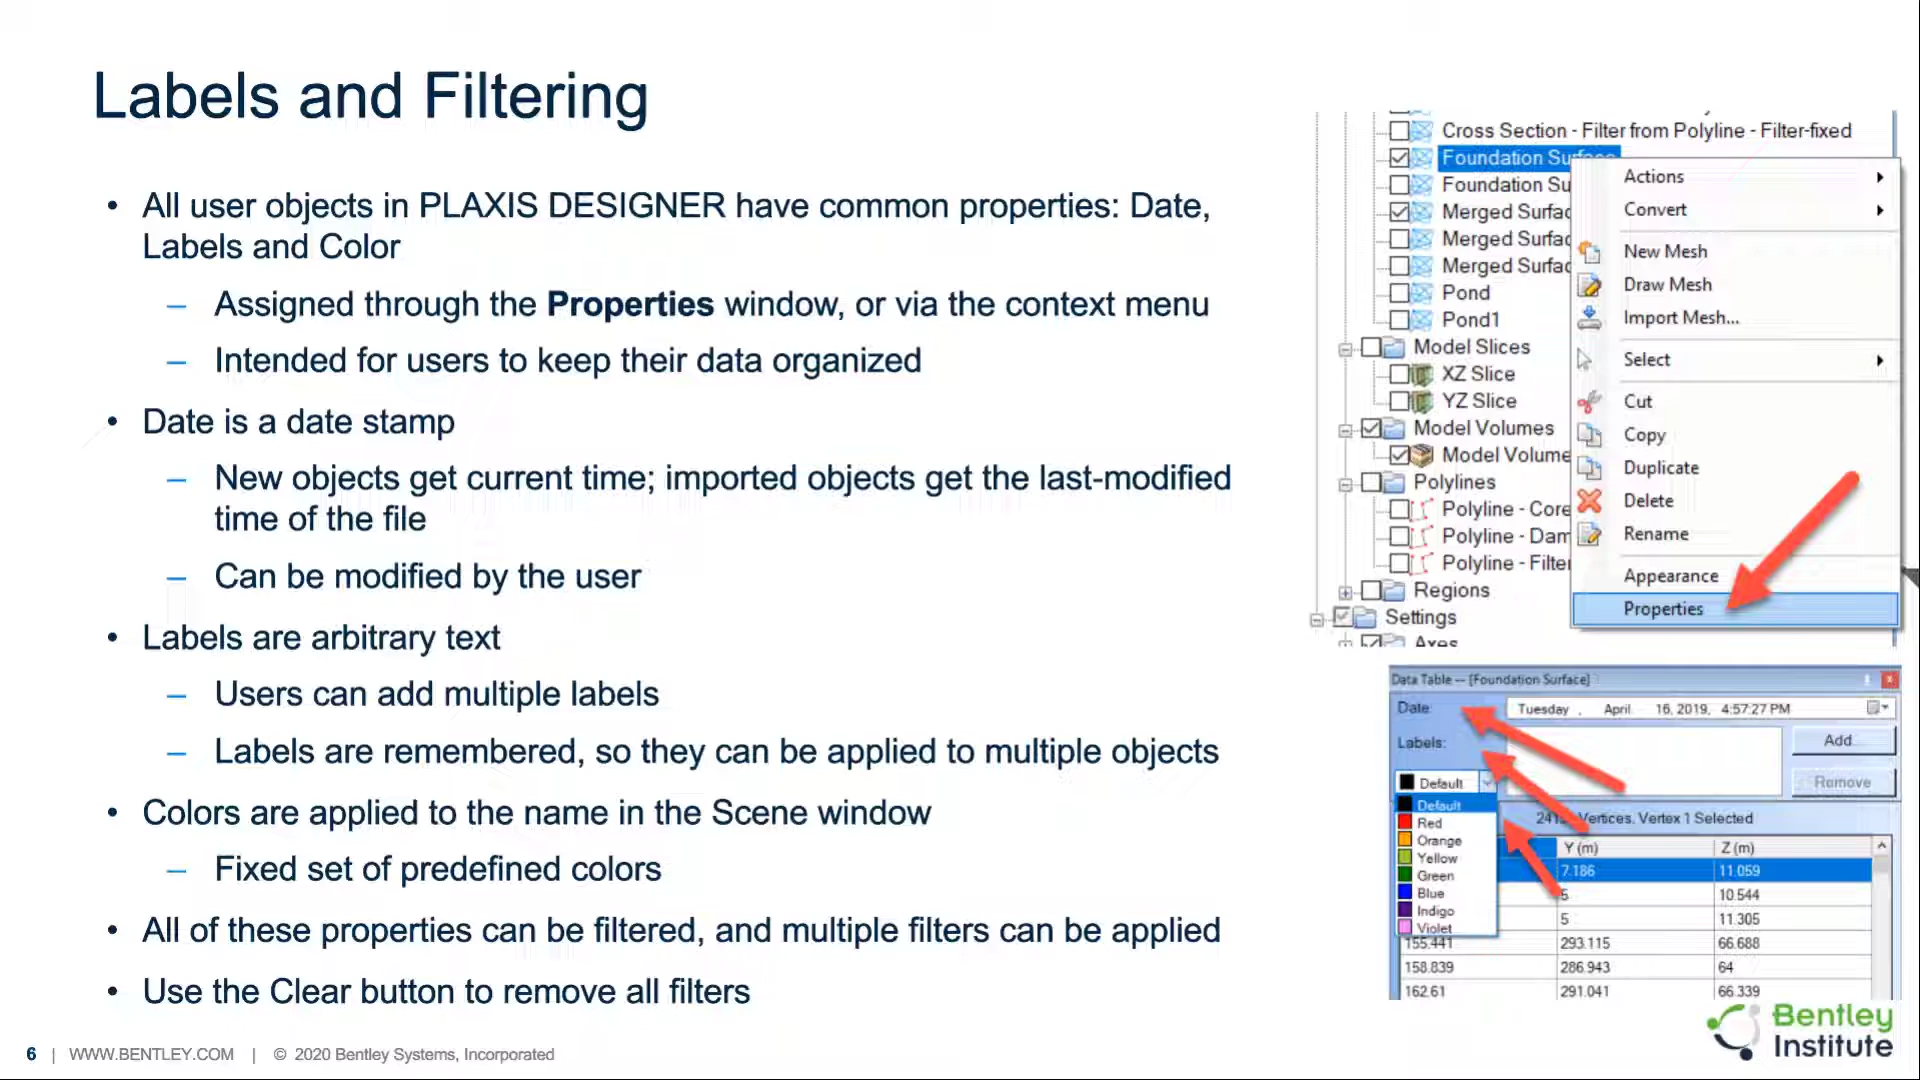 Labels and Filtering
• All user objects in PLAXIS DESIGNER have common properties: Date,
Labels and Color
– Assigned through the Properties window, or via the context menu
– Intended for users to keep their data organized
• Date is a date stamp
– New objects get current time; imported objects get the last-modified
time of the file
– Can be modified by the user
• Labels are arbitrary text
– Users can add multiple labels
– Labels are remembered, so they can be applied to multiple objects
• Colors are applied to the name in the Scene window
– Fixed set of predefined colors
• All of these properties can be filtered, and multiple filters can be applied
• Use the Clear button to remove all filters
Cross Section - Filter from Polyline - Filter-fixed
Foundation Surface
Foundation Su
Merged Surfac
Merged Surfac
Merged Surfac
Pond
Pond1
Model Slices
XZ Slice
YZ Slice
Model Volumes
Model Volume
Polylines
Polyline - Core
Polyline - Dam
Polyline - Filter
Regions
Settings
Axes
Actions
Convert
New Mesh
Draw Mesh
Import Mesh...
Select
Cut
Copy
Duplicate
Delete
Rename
Appearance
Properties
Data Table -- [Foundation Surface]
Date: Tuesday , April 16, 2019, 4:57:27 PM
Labels: Add
Default Remove
Default
Red
Orange
Yellow
Green
Blue
Indigo
Violet
Vertices. Vertex 1 Selected
Y (m) Z (m)
7.186 11.059
5 10.544
5 11.305
155.441 293.115 66.688
158.839 286.943 64
162.61 291.041 66.339
Bentley
Institute
6 | WWW.BENTLEY.COM | © 2020 Bentley Systems, Incorporated